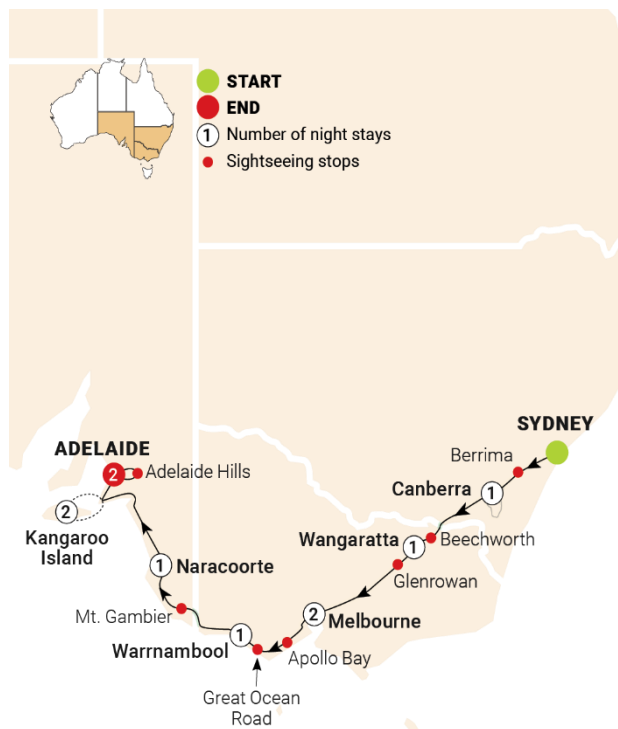 START
END
1 Number of night stays
Sightseeing stops
SYDNEY
Berrima
Canberra
1
Beechworth
Wangaratta
1
Glenrowan
2
Melbourne
Apollo Bay
Great Ocean
Road
Warrnambool
1
Mt. Gambier
1
Naracoorte
ADELAIDE
2
Adelaide Hills
2
Kangaroo
Island